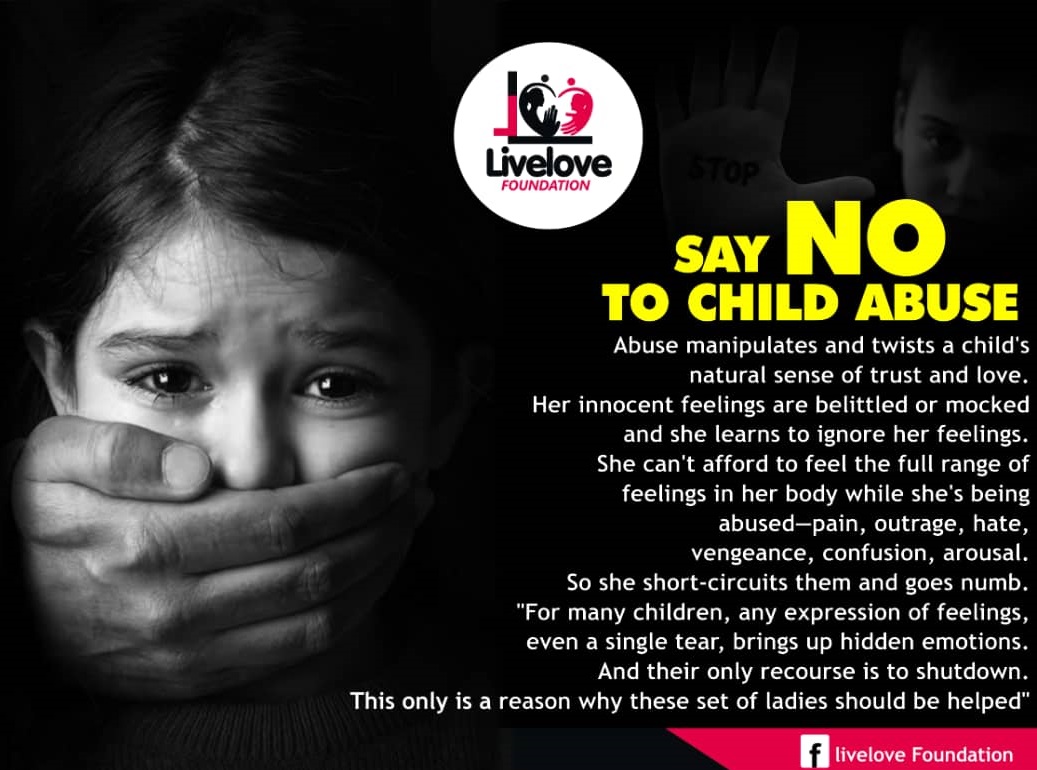 Livelove
FOUNDATION
STOP
SAY NO
TO CHILD ABUSE
Abuse manipulates and twists a child's
natural sense of trust and love.
Her innocent feelings are belittled or mocked
and she learns to ignore her feelings.
She can't afford to feel the full range of
feelings in her body while she's being
abused—pain, outrage, hate,
vengeance, confusion, arousal.
So she short-circuits them and goes numb.
"For many children, any expression of feelings,
even a single tear, brings up hidden emotions.
And their only recourse is to shutdown.
This only is a reason why these set of ladies should be helped"
f livelove Foundation